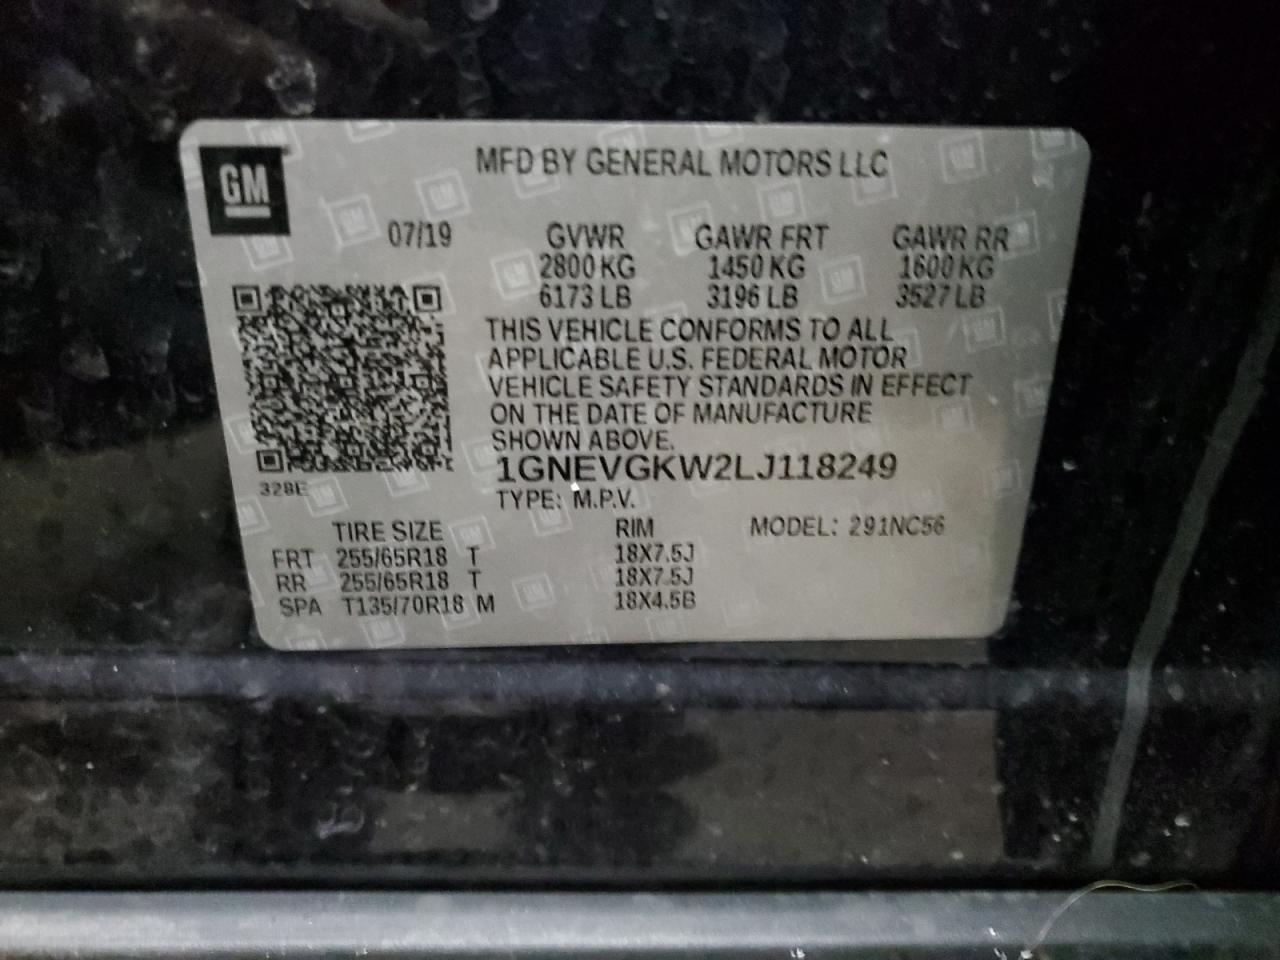 GM
MFD BY GENERAL MOTORS LLC
07/19 GVWR GAWR FRT GAWR RR
2800 KG 1450 KG 1600 KG
6173 LB 3196 LB 3527 LB
THIS VEHICLE CONFORMS TO ALL
APPLICABLE U.S. FEDERAL MOTOR
VEHICLE SAFETY STANDARDS IN EFFECT
ON THE DATE OF MANUFACTURE
SHOWN ABOVE.
1GNEVGKW2LJ118249
328E
TYPE: M.P.V.
TIRE SIZE RIM MODEL: 291NC56
FRT 255/65R18 T 18X7.5J
RR 255/65R18 T 18X7.5J
SPA T135/70R18 M 18X4.5B